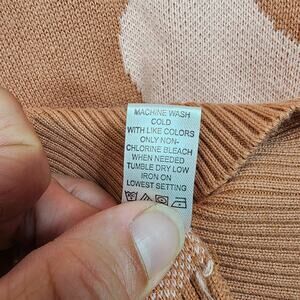 MACHINE WASH
COLD
WITH LIKE COLORS
ONLY NON-
CHLORINE BLEACH
WHEN NEEDED
TUMBLE DRY LOW
IRON ON
LOWEST SETTING